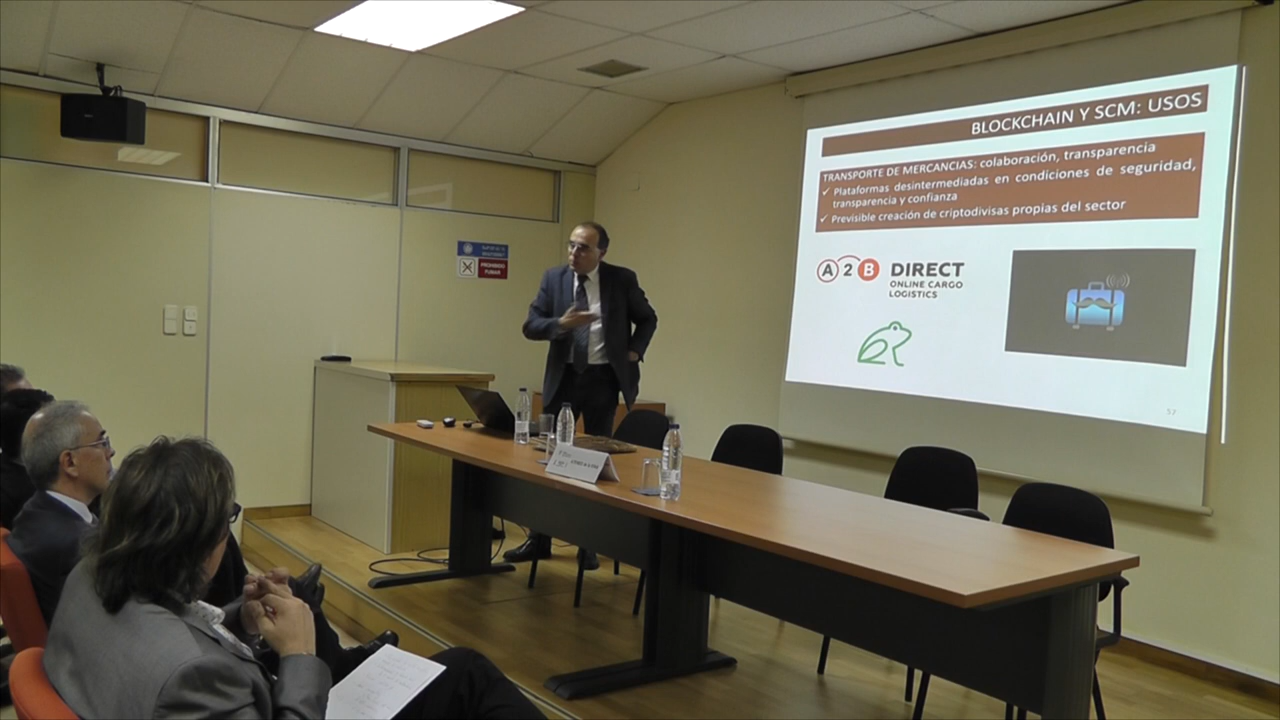 BLOCKCHAIN Y SCM: USOS
TRANSPORTE DE MERCANCIAS: colaboración, transparencia
✓ Plataformas desintermediadas en condiciones de seguridad,
transparencia y confianza
✓ Previsible creación de criptodivisas propias del sector
A2B DIRECT
ONLINE CARGO
LOGISTICS
57
PROHIBIDO
FUMAR